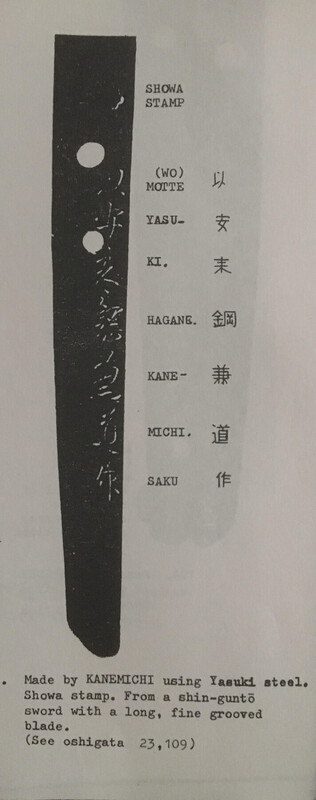 SHOWA
STAMP
(WO)
MOTTE 以
YASU- 安
KI. 来
HAGANE. 鋼
KANE- 兼
MICHI. 道
SAKU 作
. Made by KANEMICHI using Yasuki steel.
Showa stamp. From a shin-guntō
sword with a long, fine grooved
blade.
(See oshigata 23,109)